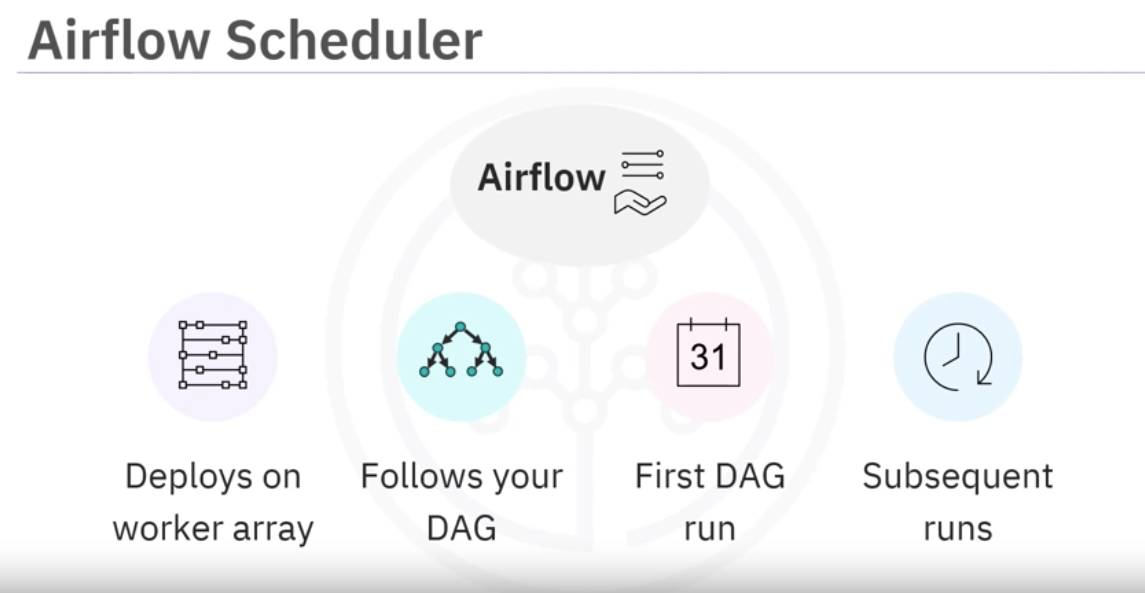 Airflow Scheduler
Airflow
Deploys on
worker array
Follows your
DAG
31
First DAG
run
Subsequent
runs